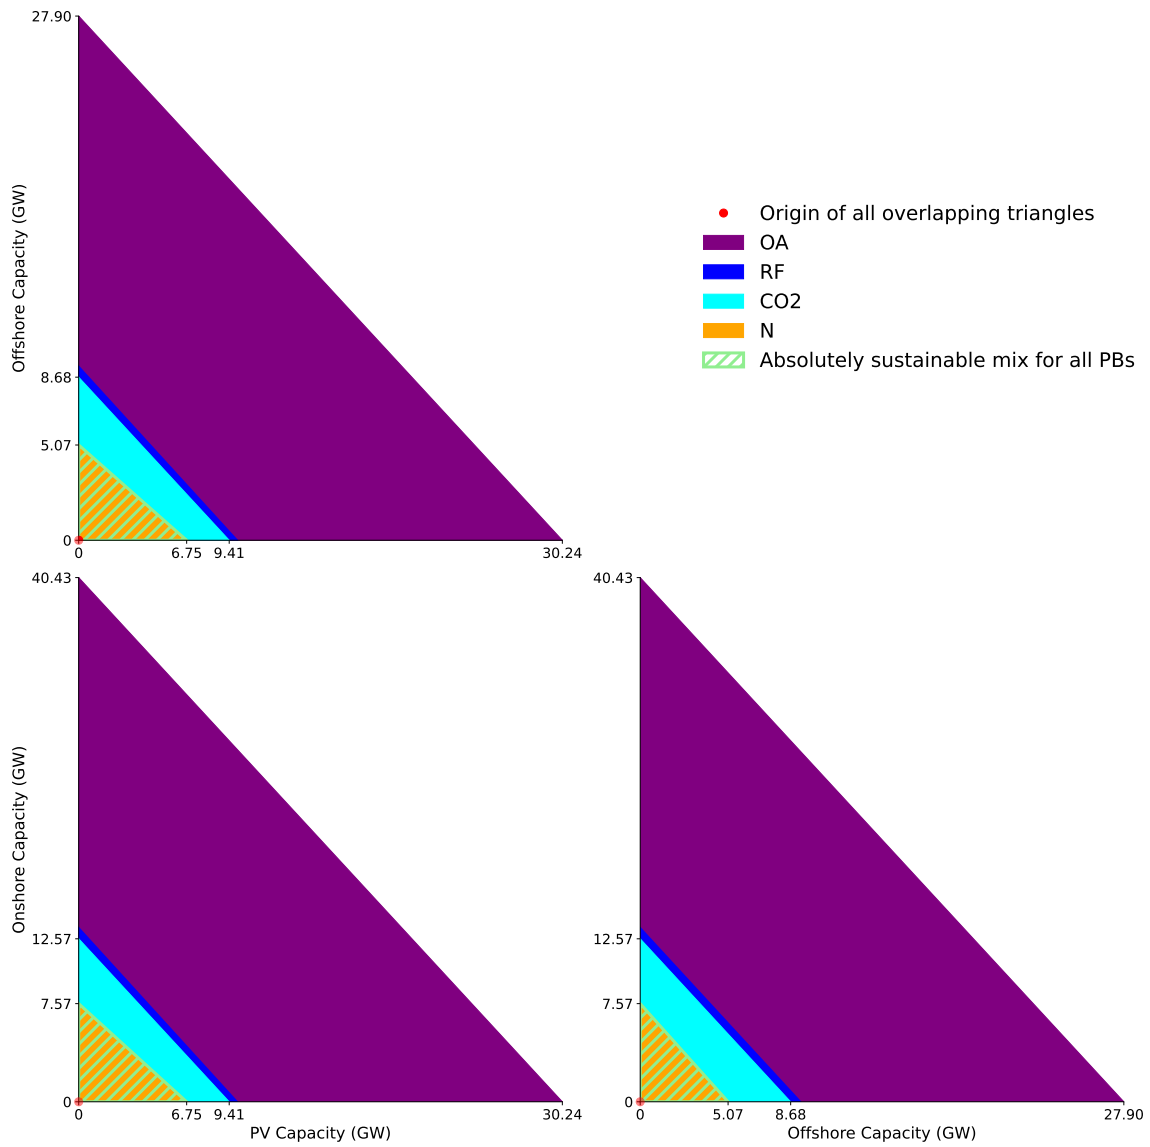 27.90
Offshore Capacity (GW)
8.68
5.07
0
0 6.75 9.41 30.24
Origin of all overlapping triangles
OA
RF
CO2
N
Absolutely sustainable mix for all PBs
40.43
Onshore Capacity (GW)
12.57
7.57
0
0 6.75 9.41 30.24
PV Capacity (GW)
40.43
12.57
7.57
0
0 5.07 8.68 27.90
Offshore Capacity (GW)